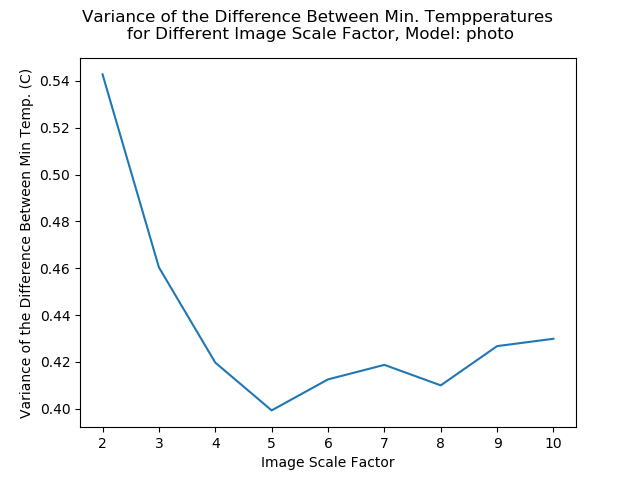 Variance of the Difference Between Min. Tempperatures
for Different Image Scale Factor, Model: photo
Variance of the Difference Between Min Temp. (C)
0.54
0.52
0.50
0.48
0.46
0.44
0.42
0.40
2 3 4 5 6 7 8 9 10
Image Scale Factor